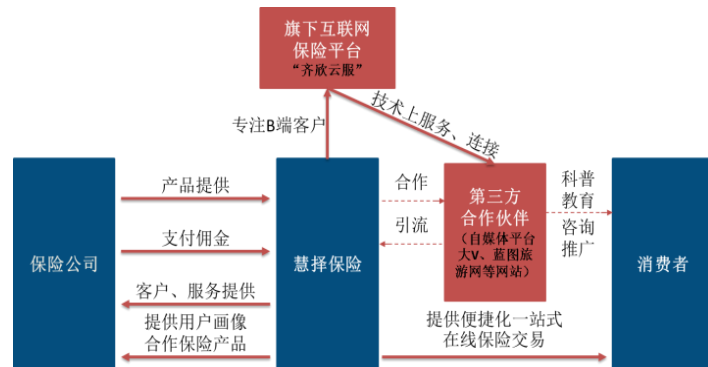 旗下互联网
保险平台
“齐欣云服”
专注B端客户
技术上服务、连接
保险公司
产品提供
支付佣金
客户、服务提供
提供用户画像
合作保险产品
慧择保险
合作
引流
第三方
合作伙伴
（自媒体平台
大V、蓝图旅
游网等网站）
科普
教育
咨询
推广
提供便捷化一站式
在线保险交易
消费者